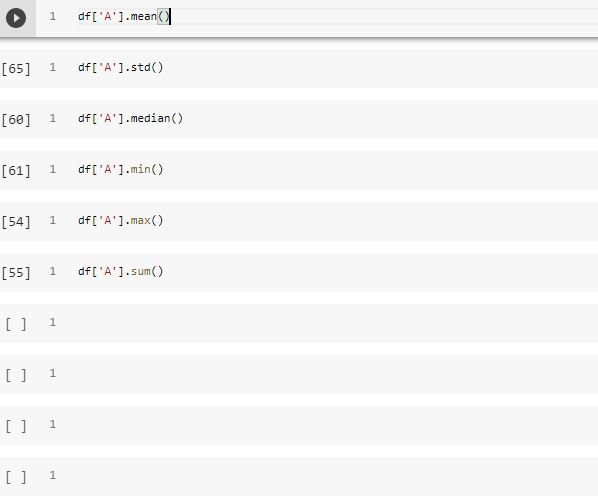 1 df['A'].mean()
[65] 1 df['A'].std()
[60] 1 df['A'].median()
[61] 1 df['A'].min()
[54] 1 df['A'].max()
[55] 1 df['A'].sum()
[ ] 1
[ ] 1
[ ] 1
[ ] 1